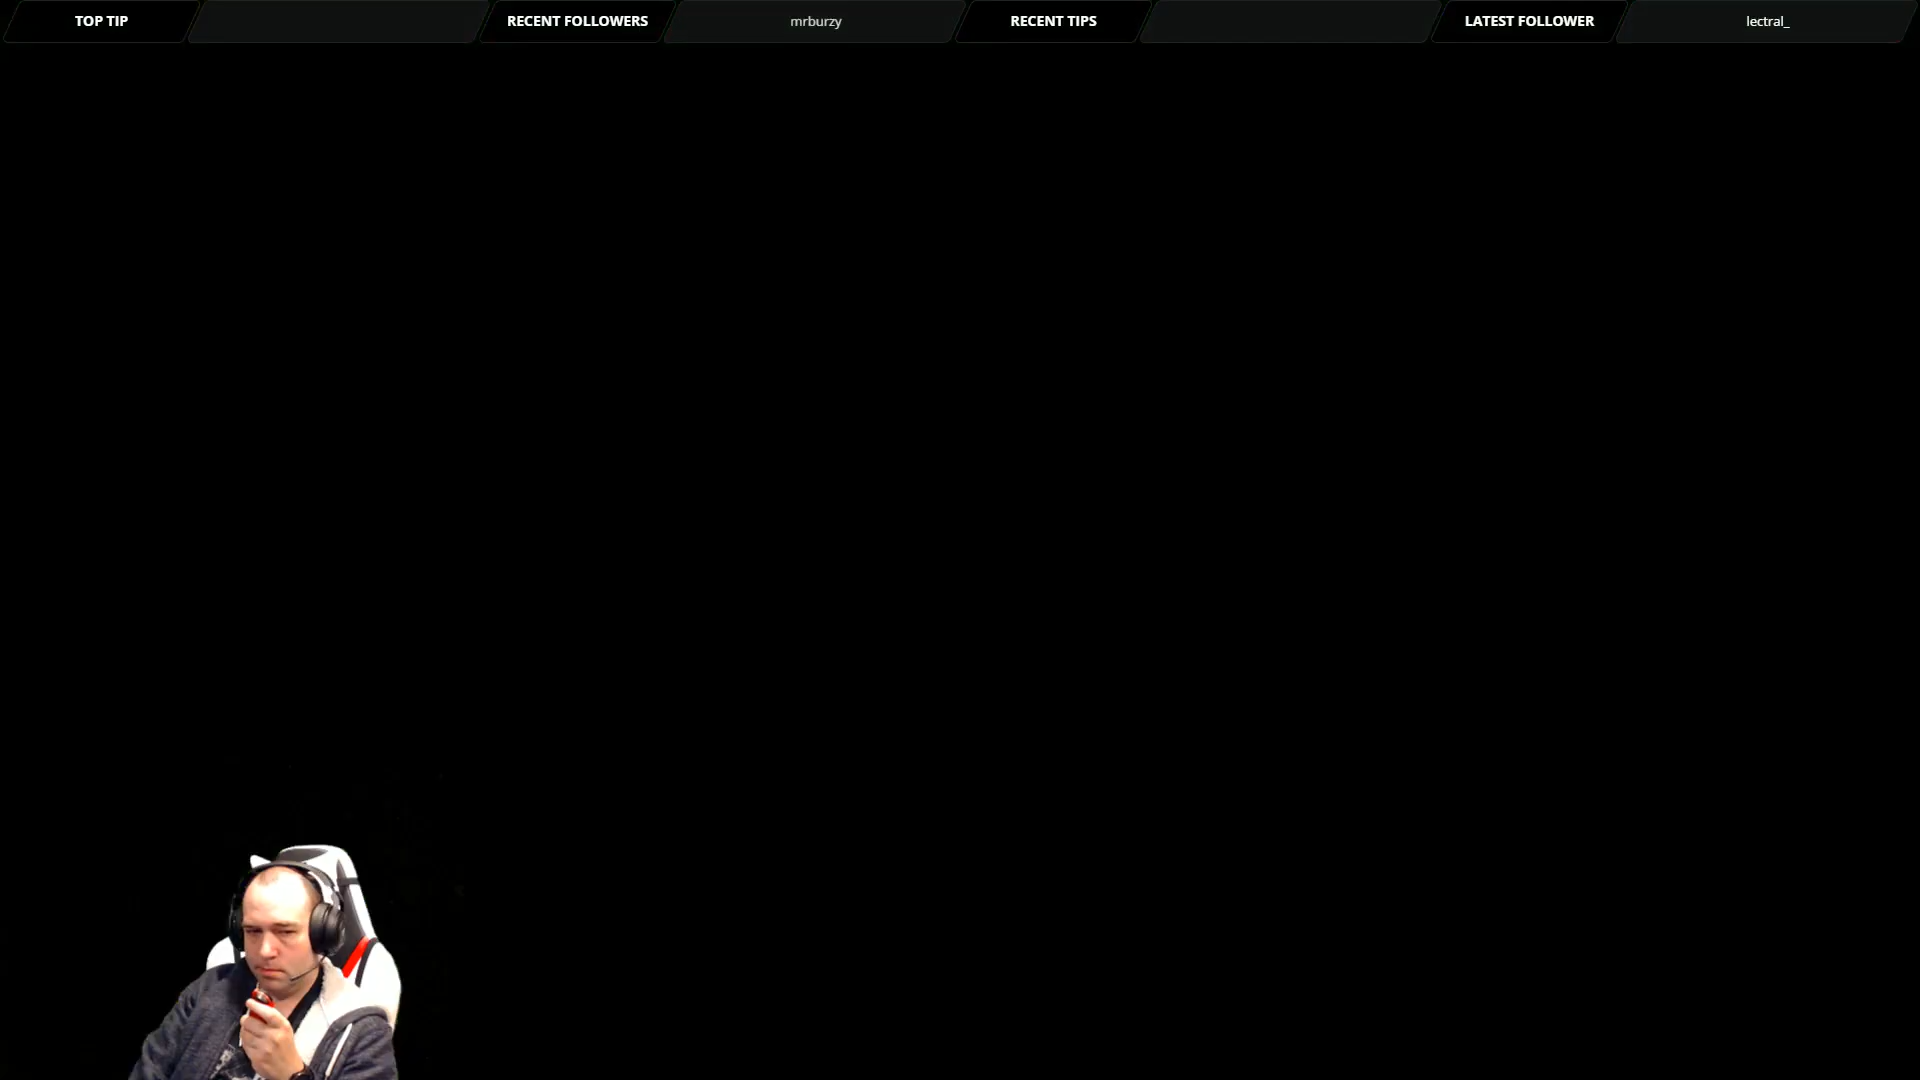 TOP TIP
RECENT FOLLOWERS
mrburzy
RECENT TIPS
LATEST FOLLOWER
lectral_